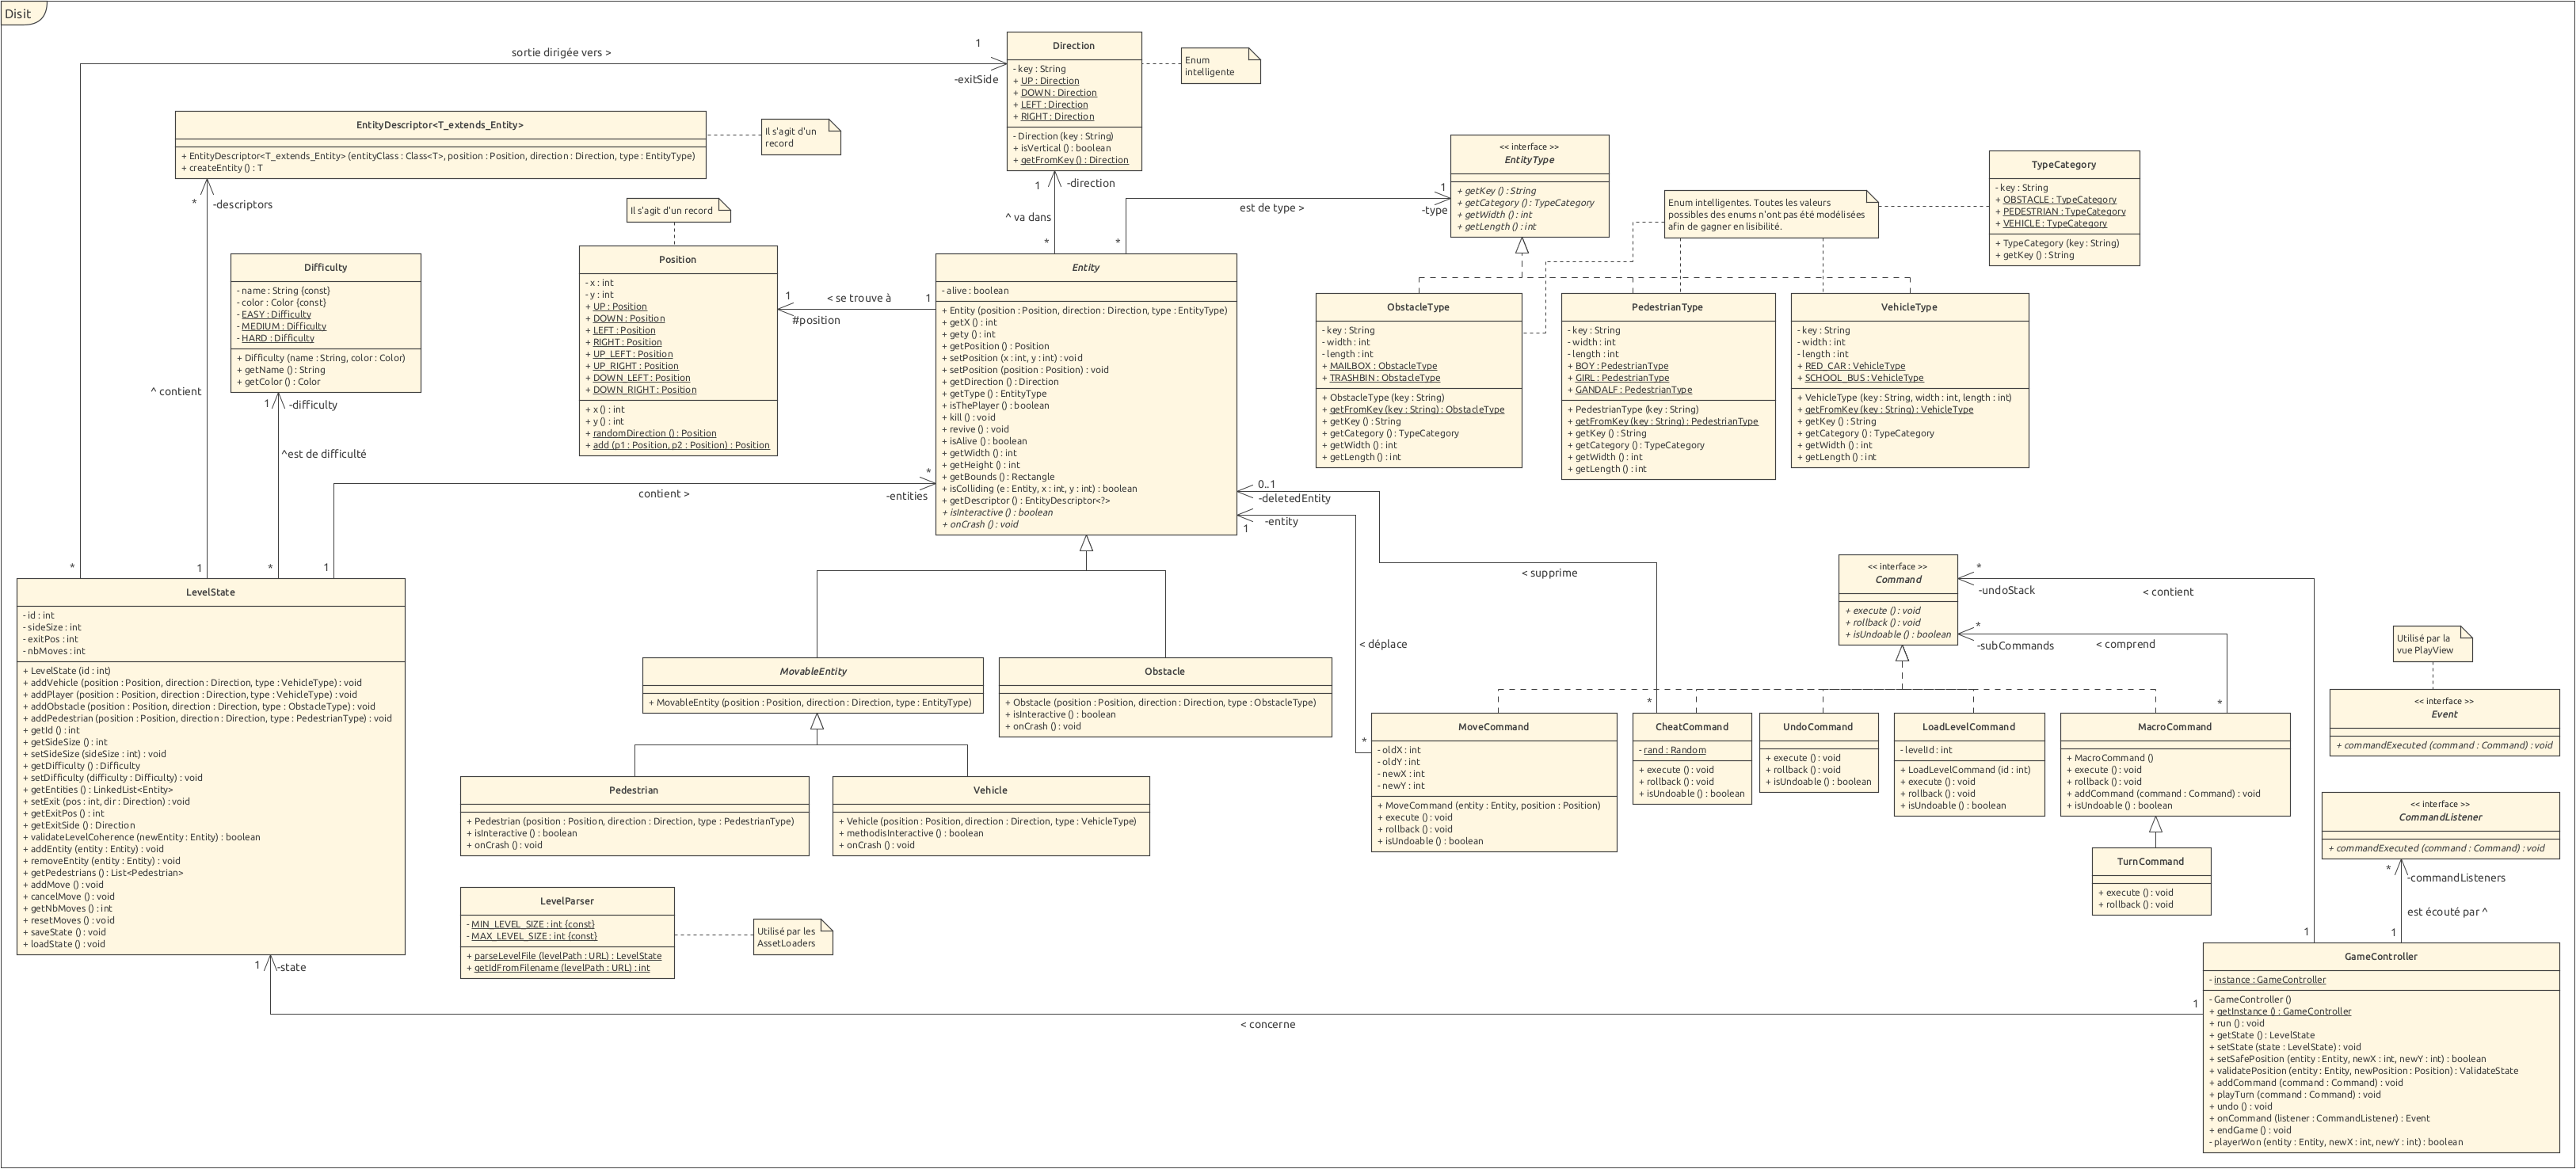 Disit
sortie dirigée vers >
1
-exitSide
Direction
- key : String
+ UP : Direction
+ DOWN : Direction
+ LEFT : Direction
+ RIGHT : Direction
- Direction (key : String)
+ isVertical () : boolean
+ getFromKey () : Direction
Enum
intelligente
EntityDescriptor<T_extends_Entity>
+ EntityDescriptor<T_extends_Entity> (entityClass : Class<T>, position : Position, direction : Direction, type : EntityType)
+ createEntity () : T
Il s'agit d'un
record
* -descriptors
^ contient
Il s'agit d'un record
1 -direction
^ va dans
*
est de type >
1
-type
*
<< interface >>
EntityType
+ getKey () : String
+ getCategory () : TypeCategory
+ getWidth () : int
+ getLength () : int
Enum intelligentes. Toutes les valeurs
possibles des enums n'ont pas été modélisées
afin de gagner en lisibilité.
TypeCategory
- key : String
+ OBSTACLE : TypeCategory
+ PEDESTRIAN : TypeCategory
+ VEHICLE : TypeCategory
+ TypeCategory (key : String)
+ getKey () : String
Difficulty
- name : String {const}
- color : Color {const}
- EASY : Difficulty
- MEDIUM : Difficulty
- HARD : Difficulty
+ Difficulty (name : String, color : Color)
+ getName () : String
+ getColor () : Color
1 -difficulty
^est de difficulté
Position
- x : int
- y : int
+ UP : Position
+ DOWN : Position
+ LEFT : Position
+ RIGHT : Position
+ UP_LEFT : Position
+ UP_RIGHT : Position
+ DOWN_LEFT : Position
+ DOWN_RIGHT : Position
+ x () : int
+ y () : int
+ randomDirection () : Position
+ add (p1 : Position, p2 : Position) : Position
1
< se trouve à
1
#position
Entity
- alive : boolean
+ Entity (position : Position, direction : Direction, type : EntityType)
+ getX () : int
+ gety () : int
+ getPosition () : Position
+ setPosition (x : int, y : int) : void
+ setPosition (position : Position) : void
+ getDirection () : Direction
+ getType () : EntityType
+ isThePlayer () : boolean
+ kill () : void
+ revive () : void
+ isAlive () : boolean
+ getWidth () : int
+ getHeight () : int
+ getBounds () : Rectangle
+ isColliding (e : Entity, x : int, y : int) : boolean
+ getDescriptor () : EntityDescriptor<?>
+ isInteractive () : boolean
+ onCrash () : void
ObstacleType
- key : String
- width : int
- length : int
+ MAILBOX : ObstacleType
+ TRASHBIN : ObstacleType
+ ObstacleType (key : String)
+ getFromKey (key : String) : ObstacleType
+ getKey () : String
+ getCategory () : TypeCategory
+ getWidth () : int
+ getLength () : int
PedestrianType
- key : String
- width : int
- length : int
+ BOY : PedestrianType
+ GIRL : PedestrianType
+ GANDALF : PedestrianType
+ PedestrianType (key : String)
+ getFromKey (key : String) : PedestrianType
+ getKey () : String
+ getCategory () : TypeCategory
+ getWidth () : int
+ getLength () : int
VehicleType
- key : String
- width : int
- length : int
+ RED_CAR : VehicleType
+ SCHOOL_BUS : VehicleType
+ VehicleType (key : String, width : int, length : int)
+ getFromKey (key : String) : VehicleType
+ getKey () : String
+ getCategory () : TypeCategory
+ getWidth () : int
+ getLength () : int
contient >
*
-entities
0..1
-deletedEntity
-entity
1
< supprime
< déplace
* 1 * 1
LevelState
- id : int
- sideSize : int
- exitPos : int
- nbMoves : int
+ LevelState (id : int)
+ addVehicle (position : Position, direction : Direction, type : VehicleType) : void
+ addPlayer (position : Position, direction : Direction, type : VehicleType) : void
+ addObstacle (position : Position, direction : Direction, type : ObstacleType) : void
+ addPedestrian (position : Position, direction : Direction, type : PedestrianType) : void
+ getId () : int
+ getSideSize () : int
+ setSideSize (sideSize : int) : void
+ getDifficulty () : Difficulty
+ setDifficulty (difficulty : Difficulty) : void
+ getEntities () : LinkedList<Entity>
+ setExit (pos : int, dir : Direction) : void
+ getExitPos () : int
+ getExitSide () : Direction
+ validateLevelCoherence (newEntity : Entity) : boolean
+ addEntity (entity : Entity) : void
+ removeEntity (entity : Entity) : void
+ getPedestrians () : List<Pedestrian>
+ addMove () : void
+ cancelMove () : void
+ getNbMoves () : int
+ resetMoves () : void
+ saveState () : void
+ loadState () : void
MovableEntity
+ MovableEntity (position : Position, direction : Direction, type : EntityType)
Obstacle
+ Obstacle (position : Position, direction : Direction, type : ObstacleType)
+ isInteractive () : boolean
+ onCrash () : void
Pedestrian
+ Pedestrian (position : Position, direction : Direction, type : PedestrianType)
+ isInteractive () : boolean
+ onCrash () : void
Vehicle
+ Vehicle (position : Position, direction : Direction, type : VehicleType)
+ methodisInteractive () : boolean
+ onCrash () : void
LevelParser
- MIN_LEVEL_SIZE : int {const}
- MAX_LEVEL_SIZE : int {const}
+ parseLevelFile (levelPath : URL) : LevelState
+ getIdFromFilename (levelPath : URL) : int
Utilisé par les
AssetLoaders
<< interface >>
Command
+ execute () : void
+ rollback () : void
+ isUndoable () : boolean
*
-undoStack
< contient
*
-subCommands
< comprend
*
*
*
MoveCommand
- oldX : int
- oldY : int
- newX : int
- newY : int
+ MoveCommand (entity : Entity, position : Position)
+ execute () : void
+ rollback () : void
+ isUndoable () : boolean
CheatCommand
- rand : Random
+ execute () : void
+ rollback () : void
+ isUndoable () : boolean
UndoCommand
+ execute () : void
+ rollback () : void
+ isUndoable () : boolean
LoadLevelCommand
- levelId : int
+ LoadLevelCommand (id : int)
+ execute () : void
+ rollback () : void
+ isUndoable () : boolean
MacroCommand
+ MacroCommand ()
+ execute () : void
+ rollback () : void
+ addCommand (command : Command) : void
+ isUndoable () : boolean
TurnCommand
+ execute () : void
+ rollback () : void
Utilisé par la
vue PlayView
<< interface >>
Event
+ commandExecuted (command : Command) : void
<< interface >>
CommandListener
+ commandExecuted (command : Command) : void
*
-commandListeners
est écouté par ^
1
1
GameController
- instance : GameController
- GameController ()
+ getInstance () : GameController
+ run () : void
+ getState () : LevelState
+ setState (state : LevelState) : void
+ setSafePosition (entity : Entity, newX : int, newY : int) : boolean
+ validatePosition (entity : Entity, newPosition : Position) : ValidateState
+ addCommand (command : Command) : void
+ playTurn (command : Command) : void
+ undo () : void
+ onCommand (listener : CommandListener) : Event
+ endGame () : void
- playerWon (entity : Entity, newX : int, newY : int) : boolean
1 -state
1
< concerne